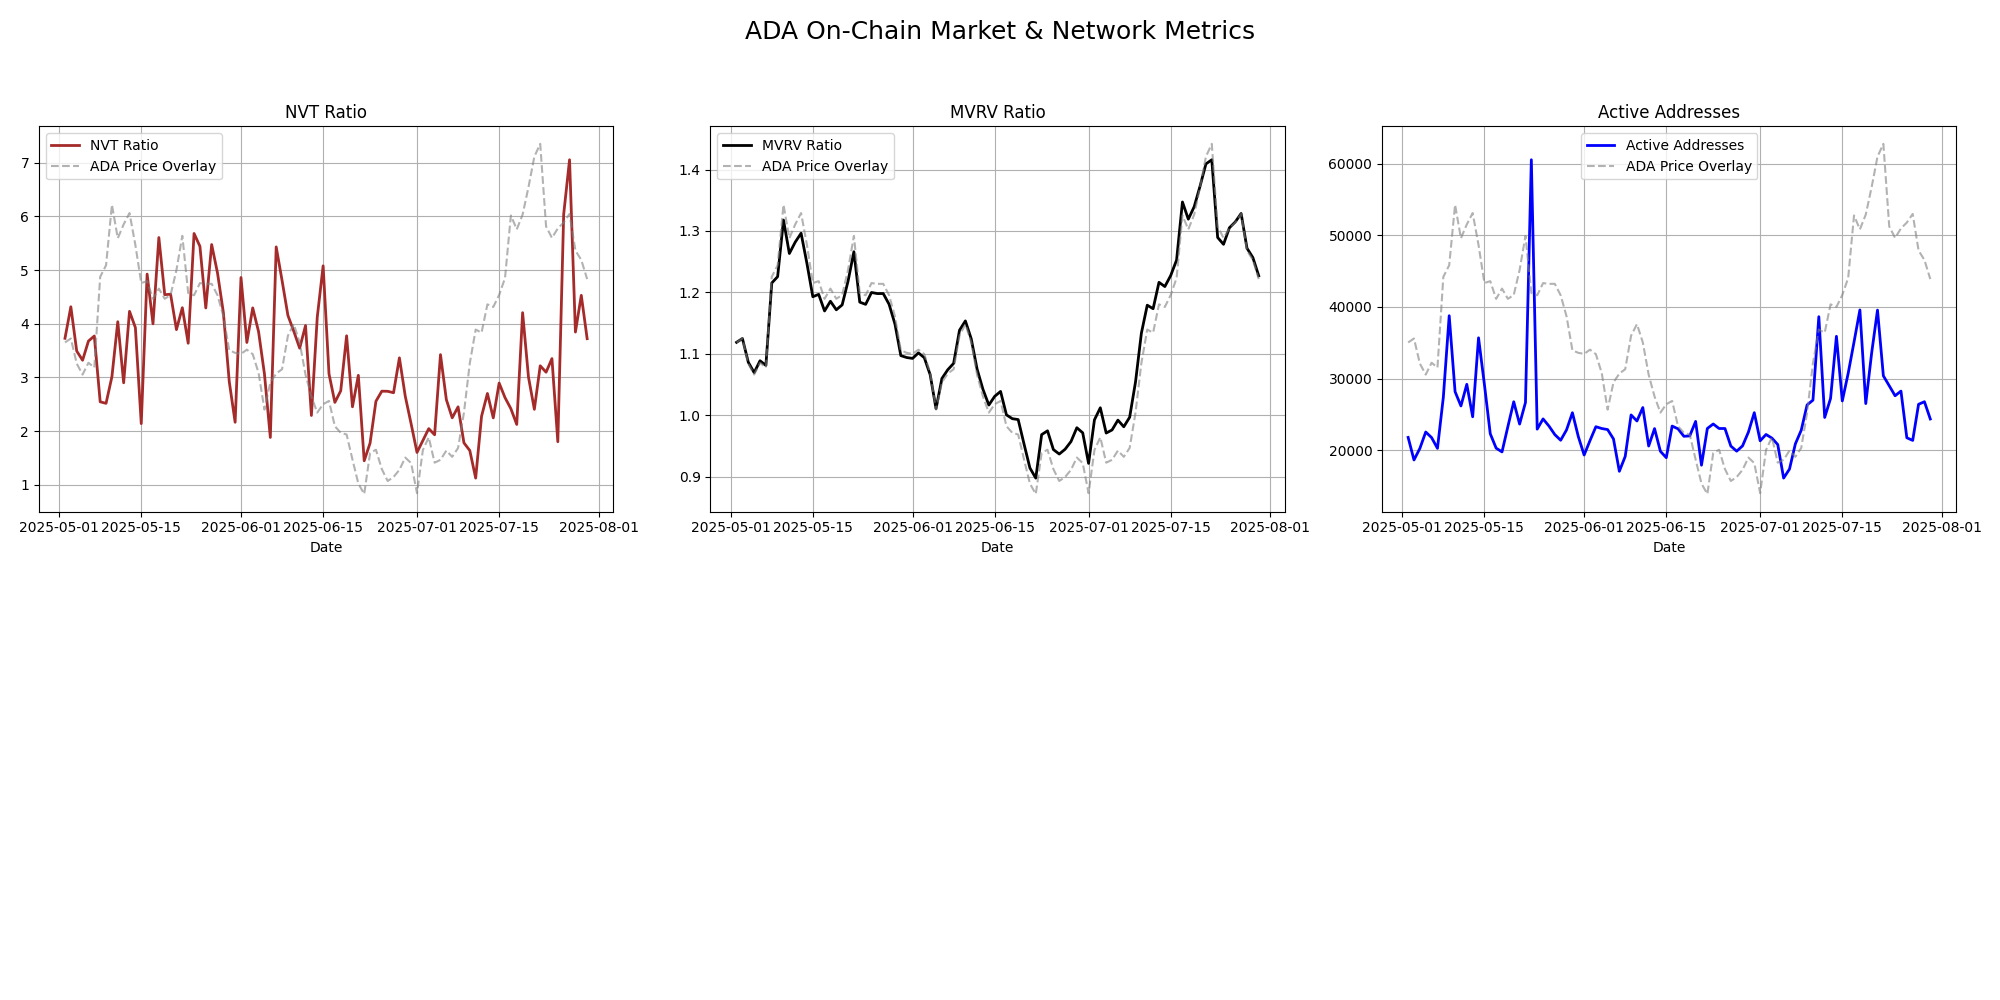 ADA On-Chain Market & Network Metrics
NVT Ratio
NVT Ratio
ADA Price Overlay
7
6
5
4
3
2
1
2025-05-01 2025-05-15 2025-06-01 2025-06-15 2025-07-01 2025-07-15 2025-08-01
Date
MVRV Ratio
MVRV Ratio
ADA Price Overlay
1.4
1.3
1.2
1.1
1.0
0.9
2025-05-01 2025-05-15 2025-06-01 2025-06-15 2025-07-01 2025-07-15 2025-08-01
Date
Active Addresses
Active Addresses
ADA Price Overlay
60000
50000
40000
30000
20000
2025-05-01 2025-05-15 2025-06-01 2025-06-15 2025-07-01 2025-07-15 2025-08-01
Date